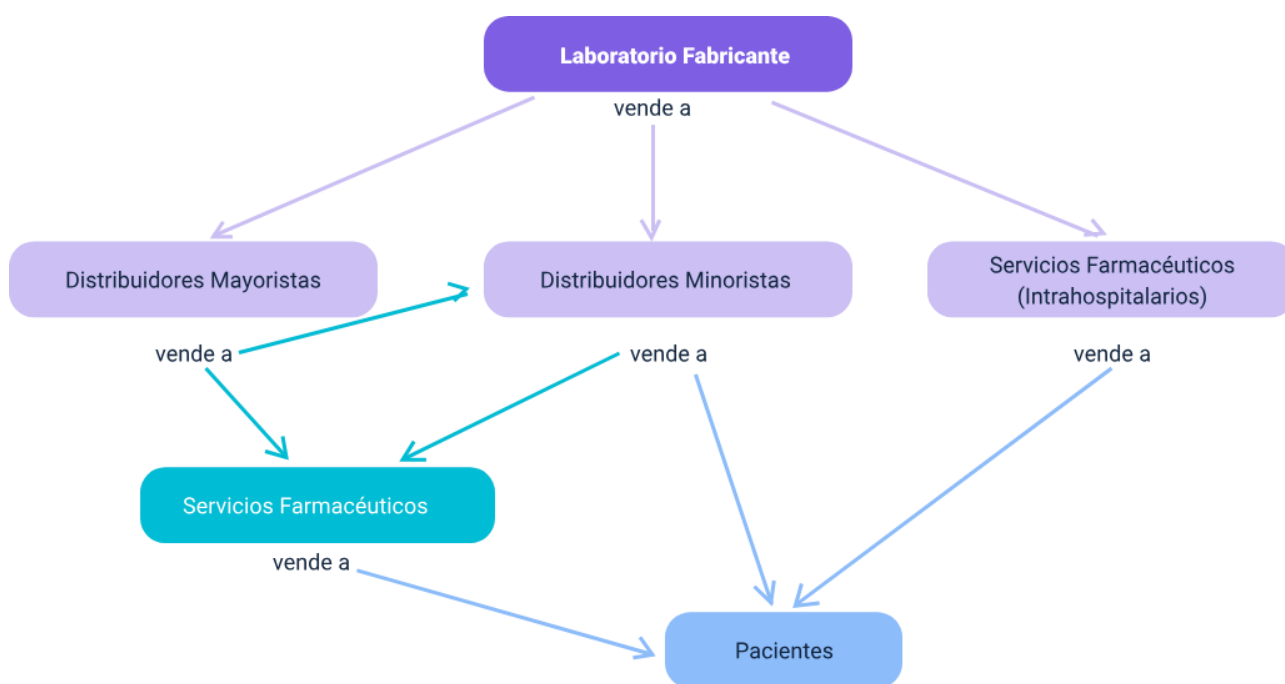 Laboratorio Fabricante
vende a
Distribuidores Mayoristas
Distribuidores Minoristas
Servicios Farmacéuticos
(Intrahospitalarios)
vende a
vende a
vende a
Servicios Farmacéuticos
vende a
Pacientes